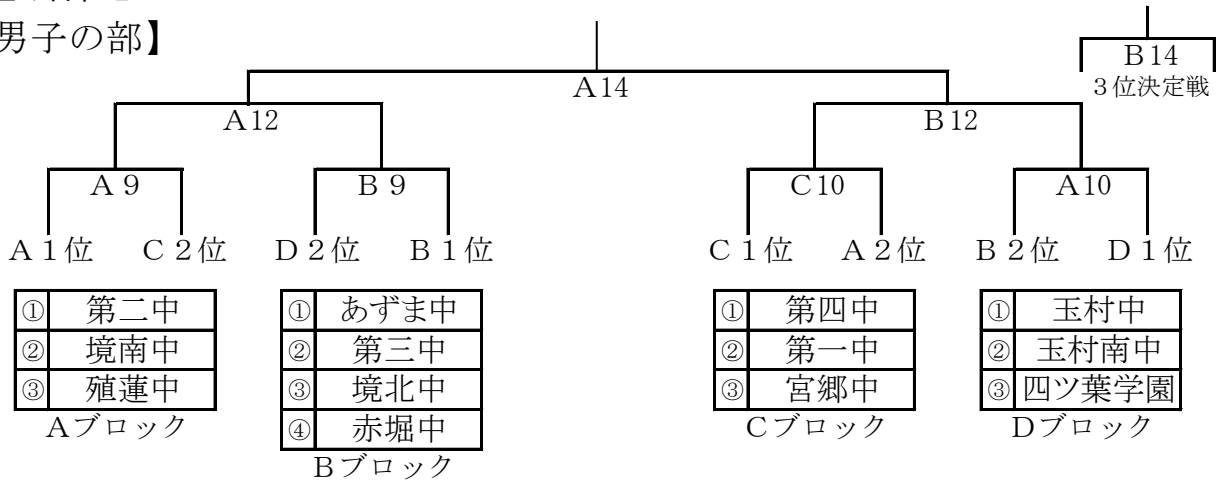 男子の部】
B14
3位決定戦
A14
A12
B12
A 9
B 9
C10
A10
A 1位 C 2位 D 2位 B 1位 C 1位 A 2位 B 2位 D 1位
① 第二中 ① あずま中 ① 第四中 ① 玉村中
② 境南中 ② 第三中 ② 第一中 ② 玉村南中
③ 殖蓮中 ③ 境北中 ③ 宮郷中 ③ 四ツ葉学園
Aブロック ④ 赤堀中 Cブロック Dブロック
Bブロック